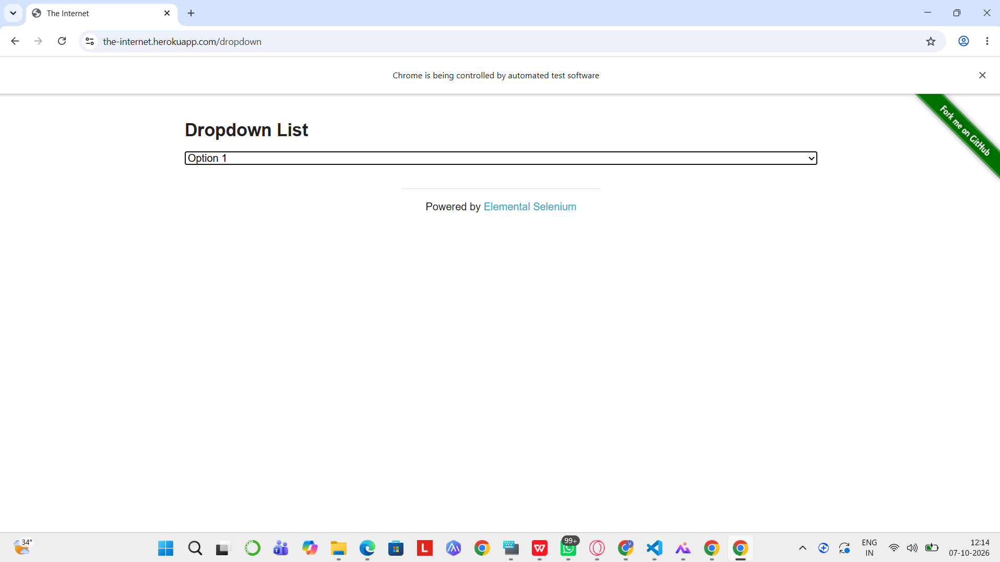 The Internet
the-internet.herokuapp.com/dropdown
Chrome is being controlled by automated test software
Fork me on GitHub
Dropdown List
Option 1
Powered by Elemental Selenium
34°
T
L
W
99+
V
ENG
IN
12:14
07-10-2026